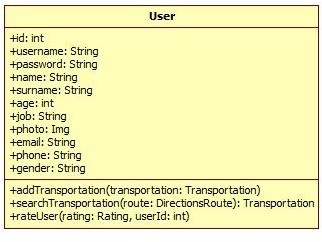 User
+id: int
+username: String
+password: String
+name: String
+surname: String
+age: int
+job: String
+photo: Img
+email: String
+phone: String
+gender: String
+addTransportation(transportation: Transportation)
+searchTransportation(route: DirectionsRoute): Transportation
+rateUser(rating: Rating, userId: int)